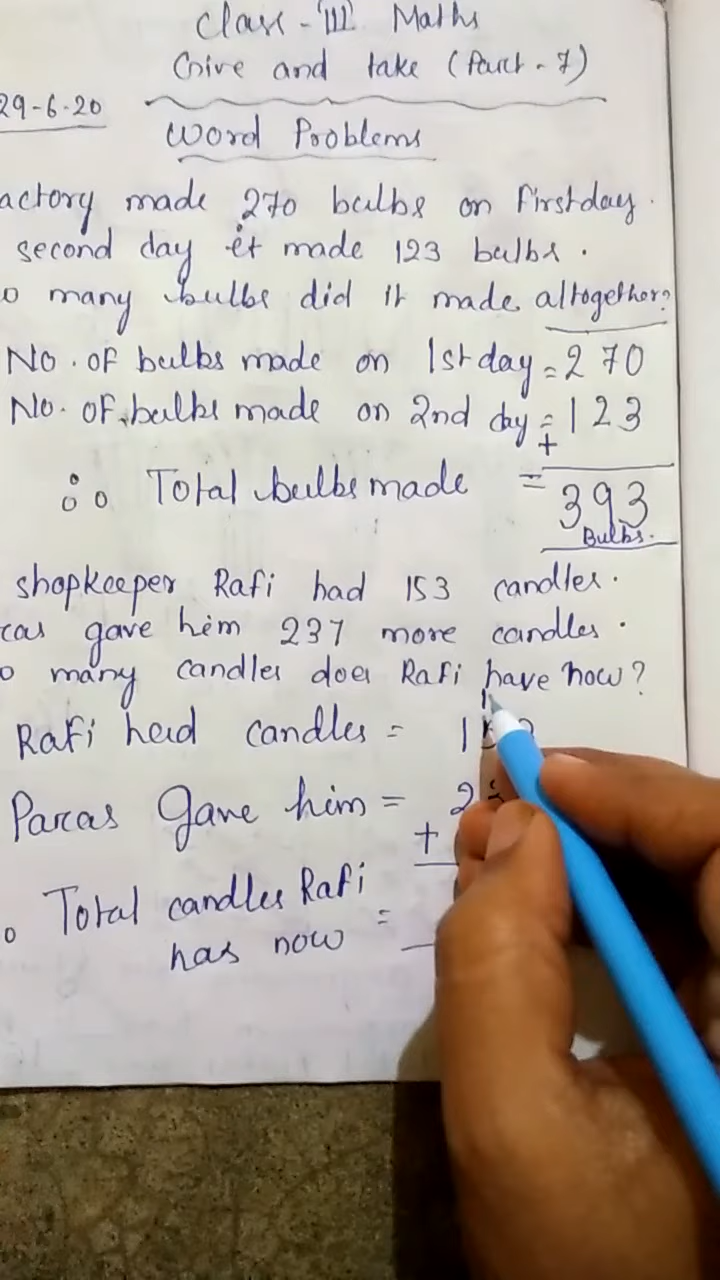 Class - III Maths
Give and take (Part - 7)
29-6-20
Word Problems
actory made 270 bulbs on firstday.
second day it made 123 bulbs.
o many bulbs did it made altogether?
No. of bulbs made on 1st day = 270
No. of bulbs made on 2nd day = 123
+
∴ Total bulbs made = 393
Bulbs.
shopkeeper Rafi had 153 candles.
ras gave him 237 more candles.
o many candles does Rafi have now?
1
Rafi had candles = 1
Paras Gave him = 2
+
Total candles Rafi
has now =